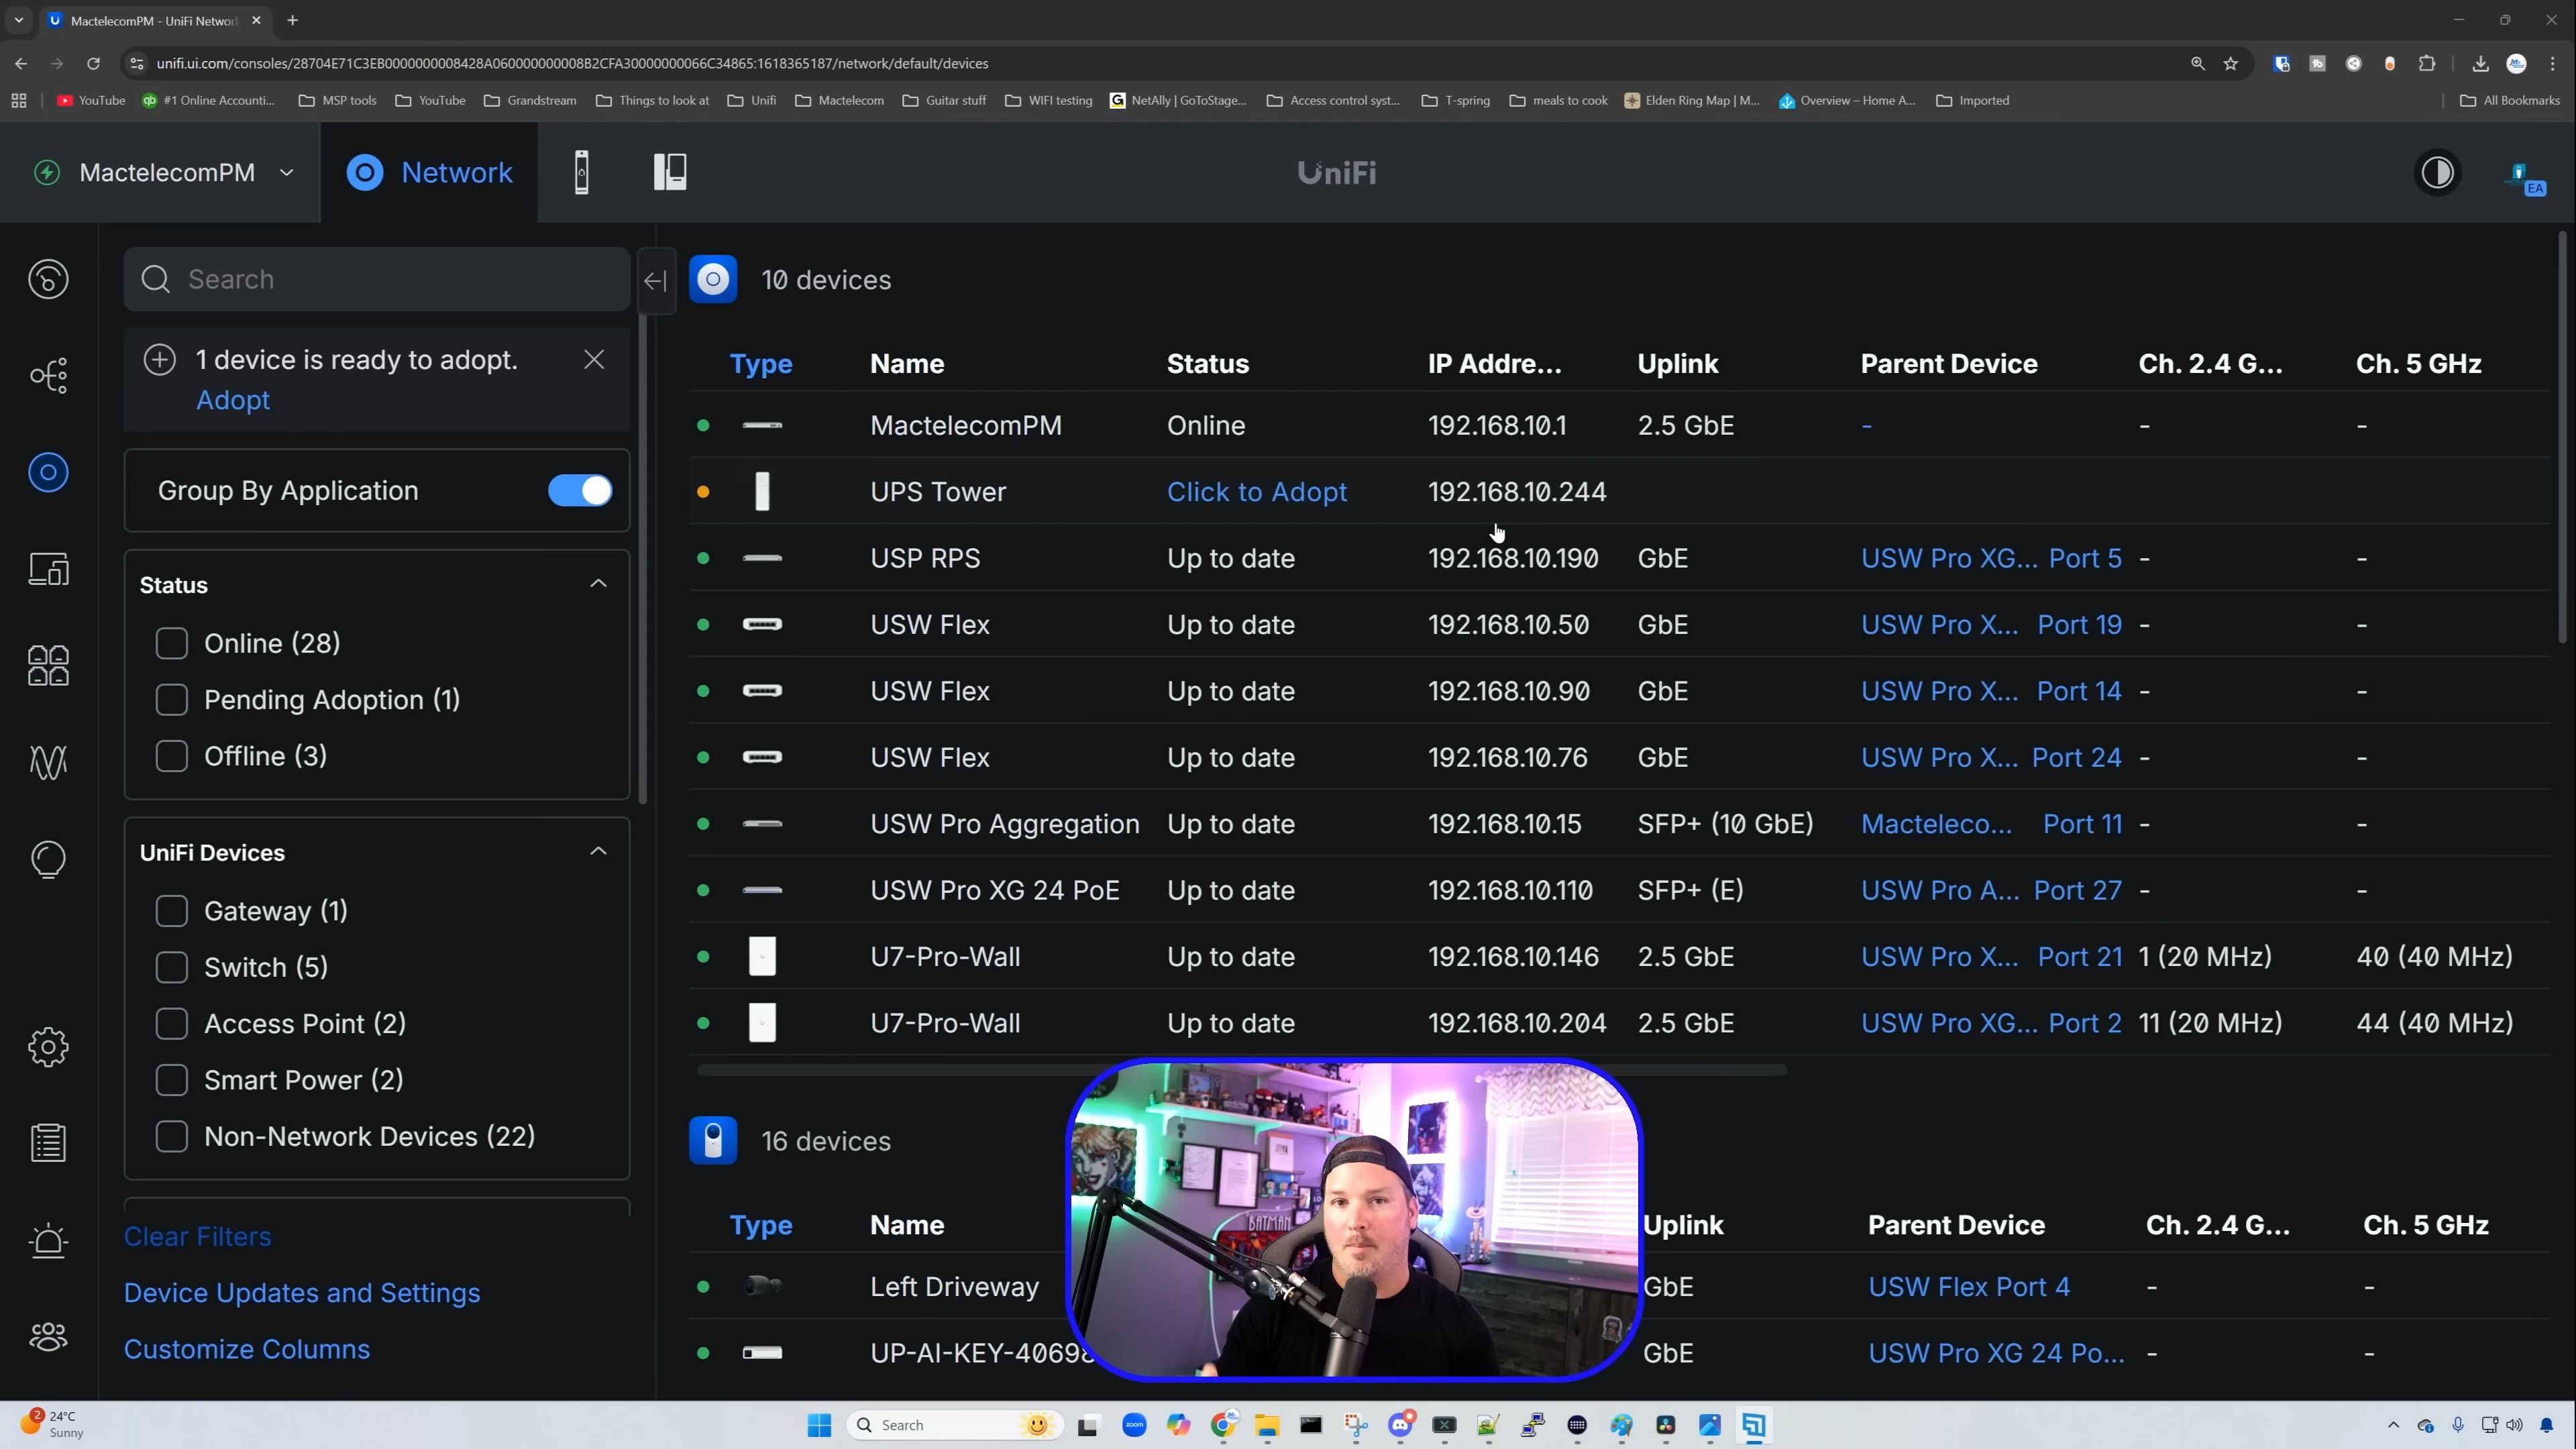 MactelecomPM - UniFi Network
unifi.ui.com/consoles/28704E71C3EB0000000008428A060000000008B2CFA30000000066C34865:1618365187/network/default/devices
YouTube #1 Online Accounti... MSP tools YouTube Grandstream Things to look at Unifi Mactelecom Guitar stuff WIFI testing NetAlly | GoToStage... Access control syst... T-spring meals to cook Elden Ring Map | M... Overview – Home A... Imported All Bookmarks
MactelecomPM Network UniFi EA
Search
1 device is ready to adopt.
Adopt
Group By Application
Status
Online (28)
Pending Adoption (1)
Offline (3)
UniFi Devices
Gateway (1)
Switch (5)
Access Point (2)
Smart Power (2)
Non-Network Devices (22)
Clear Filters
Device Updates and Settings
Customize Columns
10 devices
Type Name Status IP Addre... Uplink Parent Device Ch. 2.4 G... Ch. 5 GHz
MactelecomPM Online 192.168.10.1 2.5 GbE - - -
UPS Tower Click to Adopt 192.168.10.244
USP RPS Up to date 192.168.10.190 GbE USW Pro XG... Port 5 - -
USW Flex Up to date 192.168.10.50 GbE USW Pro X... Port 19 - -
USW Flex Up to date 192.168.10.90 GbE USW Pro X... Port 14 - -
USW Flex Up to date 192.168.10.76 GbE USW Pro X... Port 24 - -
USW Pro Aggregation Up to date 192.168.10.15 SFP+ (10 GbE) Macteleco... Port 11 - -
USW Pro XG 24 PoE Up to date 192.168.10.110 SFP+ (E) USW Pro A... Port 27 - -
U7-Pro-Wall Up to date 192.168.10.146 2.5 GbE USW Pro X... Port 21 1 (20 MHz) 40 (40 MHz)
U7-Pro-Wall Up to date 192.168.10.204 2.5 GbE USW Pro XG... Port 2 11 (20 MHz) 44 (40 MHz)
16 devices
Type Name Uplink Parent Device Ch. 2.4 G... Ch. 5 GHz
Left Driveway GbE USW Flex Port 4 - -
UP-AI-KEY-40698 GbE USW Pro XG 24 Po... - -
BATMAN
2 24°C
Sunny
Search
zoom